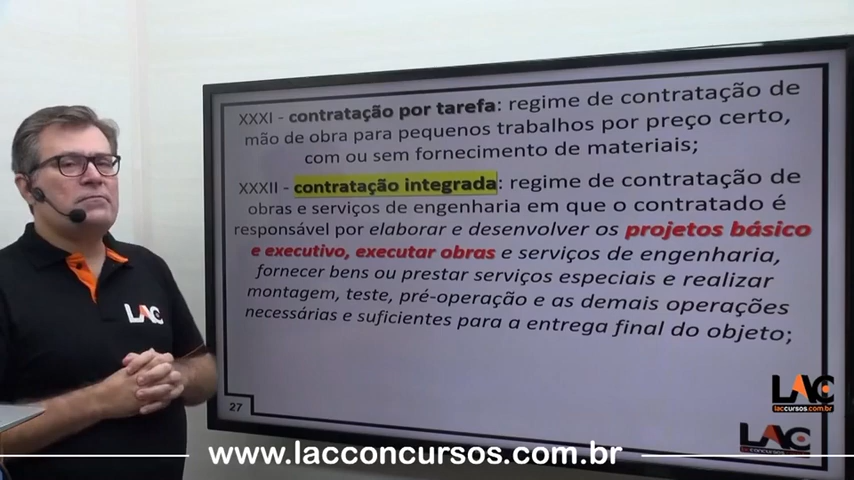 XXXI - contratação por tarefa: regime de contratação de
mão de obra para pequenos trabalhos por preço certo,
com ou sem fornecimento de materiais;
XXXII - contratação integrada: regime de contratação de
obras e serviços de engenharia em que o contratado é
responsável por elaborar e desenvolver os projetos básico
e executivo, executar obras e serviços de engenharia,
fornecer bens ou prestar serviços especiais e realizar
montagem, teste, pré-operação e as demais operações
necessárias e suficientes para a entrega final do objeto;
27
LAC
LAC
laccursos.com.br
LAC
www.lacconcursos.com.br